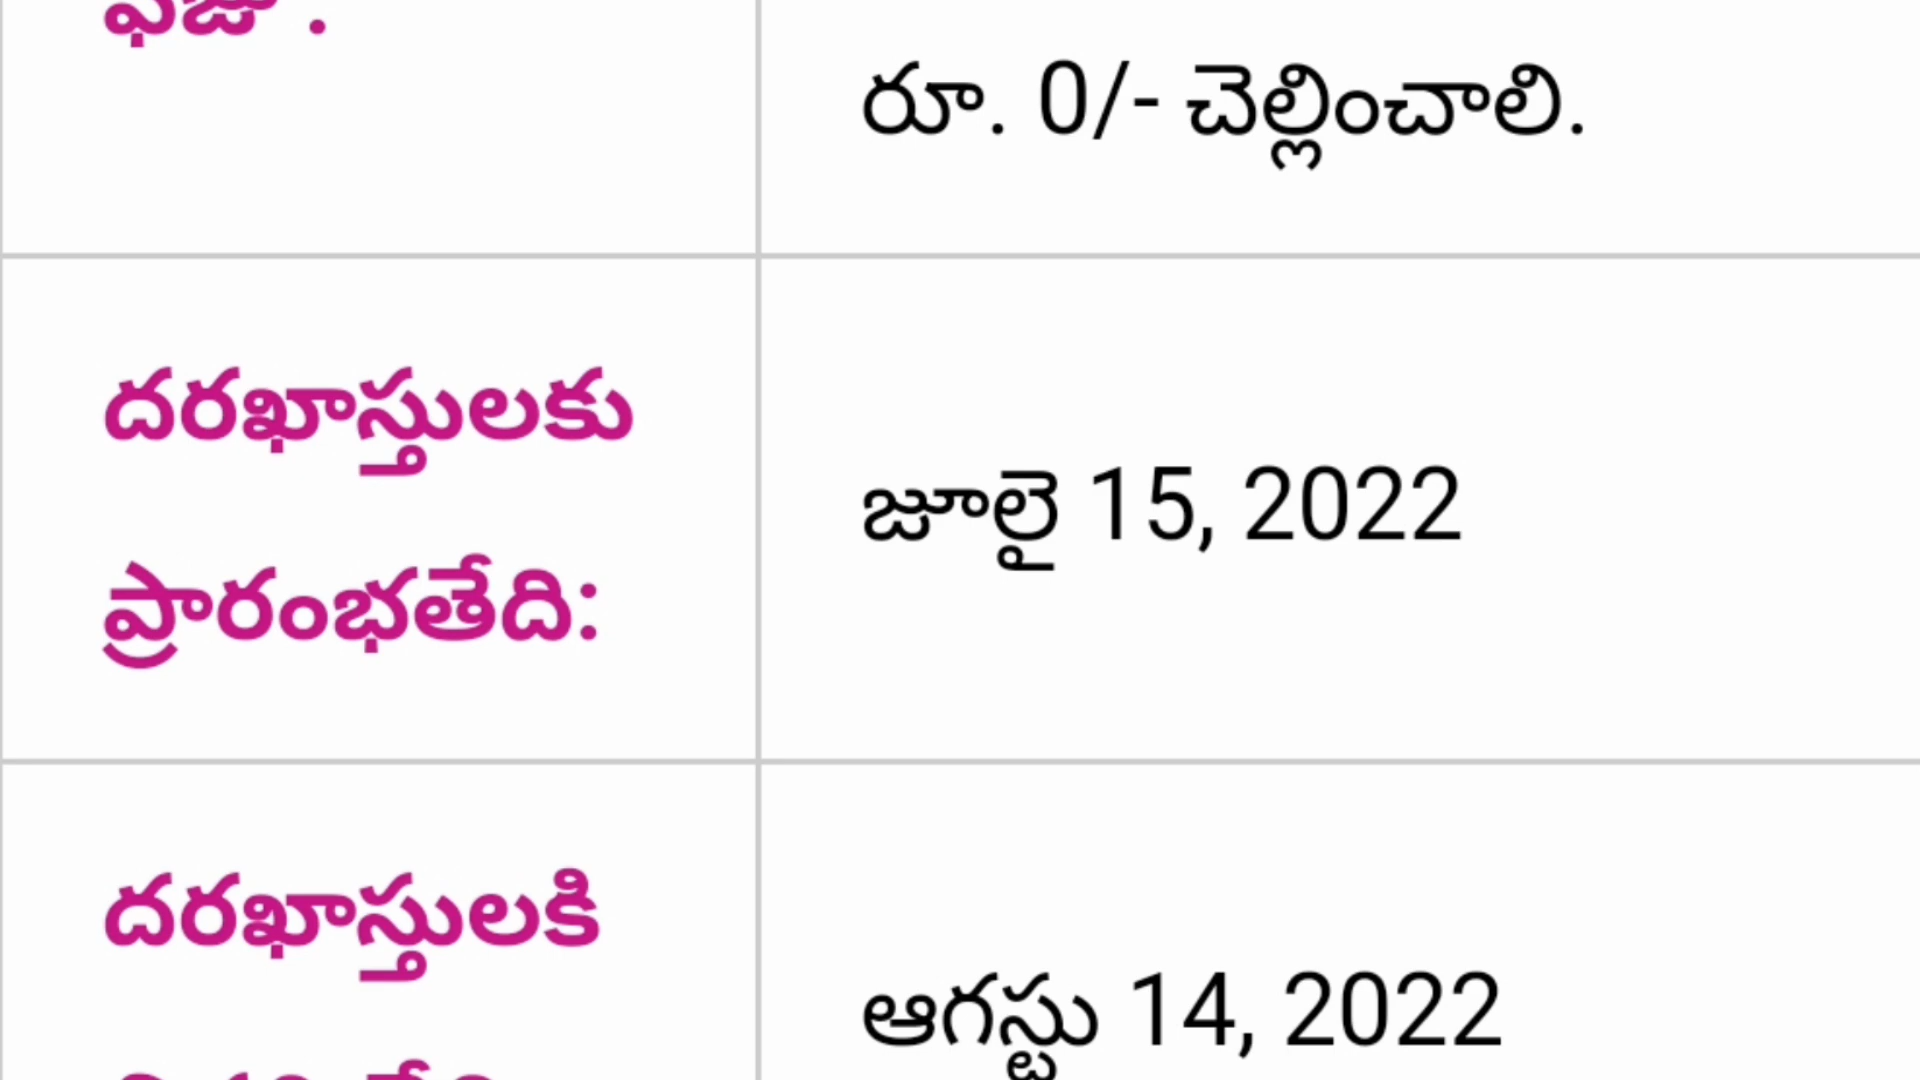 రూ. 0/- చెల్లించాలి.
దరఖాస్తులకు
ప్రారంభతేది:
జూలై 15, 2022
దరఖాస్తులకి
ఆగస్టు 14, 2022